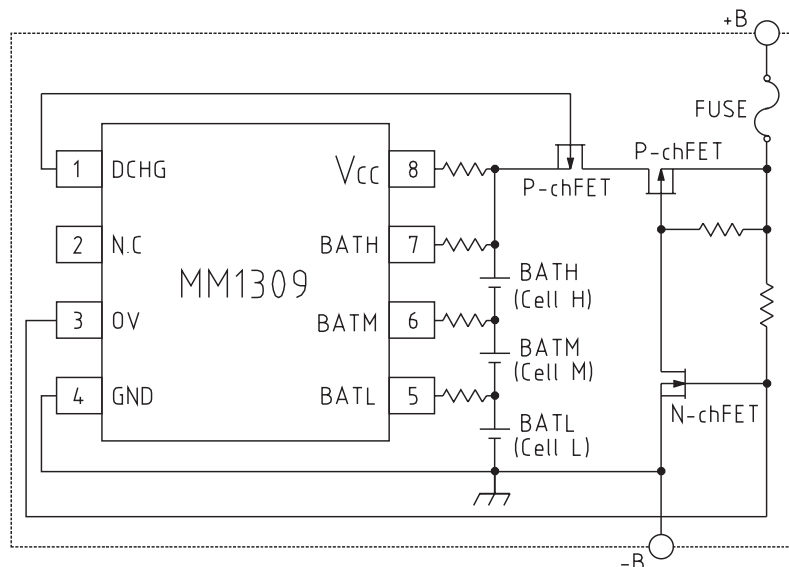 +B
FUSE
P-chFET
1
DCHG
Vcc
8
P-chFET
2
N.C
BATH
7
MM1309
BATH
(Cell H)
3
OV
BATM
6
BATM
(Cell M)
4
GND
BATL
5
N-chFET
BATL
(Cell L)
-B